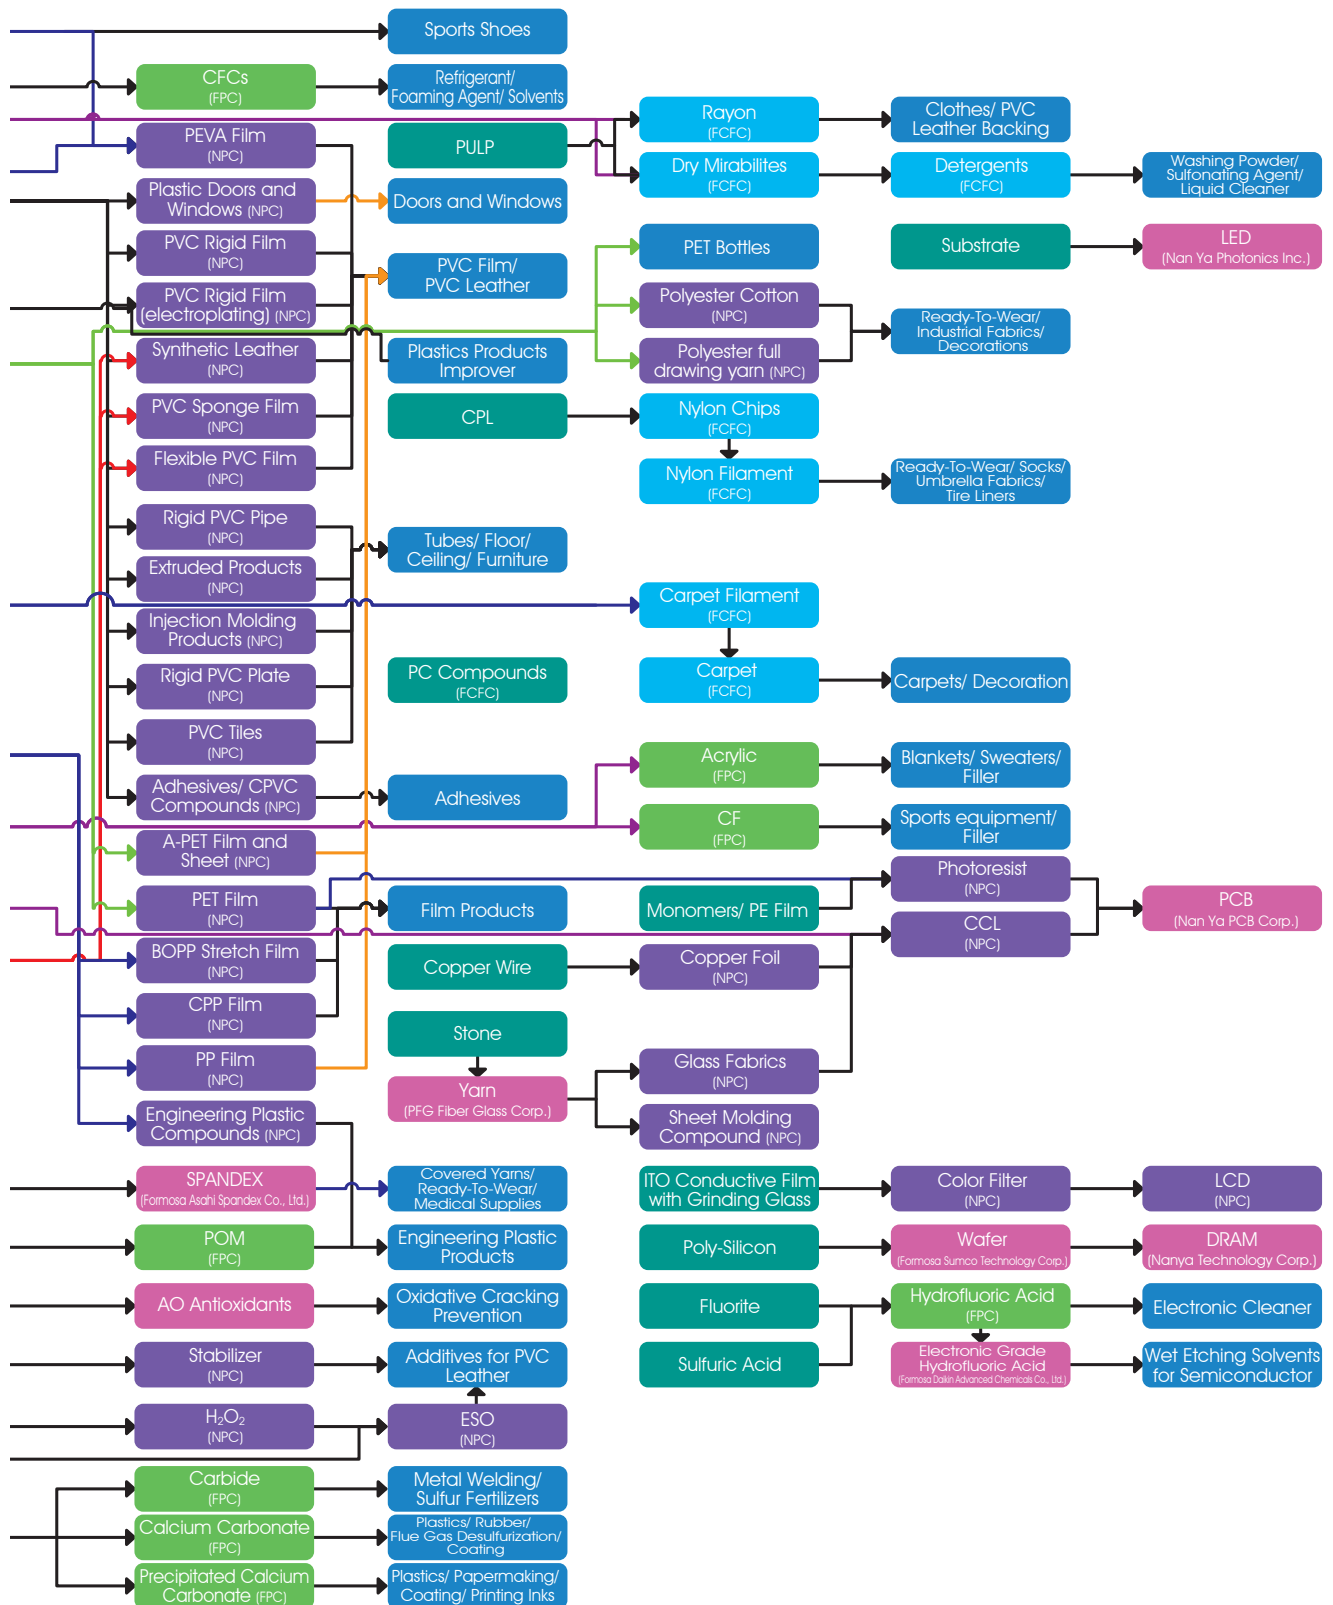 Sports Shoes
CFCs
(FPC)
Refrigerant/
Foaming Agent/ Solvents
PEVA Film
(NPC)
PULP
Rayon
(FCFC)
Clothes/ PVC
Leather Backing
Dry Mirabilites
(FCFC)
Detergents
(FCFC)
Washing Powder/
Sulfonating Agent/
Liquid Cleaner
Plastic Doors and
Windows (NPC)
Doors and Windows
PVC Rigid Film
(NPC)
PET Bottles
Substrate
LED
(Nan Ya Photonics Inc.)
PVC Film/
PVC Leather
PVC Rigid Film
(electroplating) (NPC)
Polyester Cotton
(NPC)
Ready-To-Wear/
Industrial Fabrics/
Decorations
Synthetic Leather
(NPC)
Plastics Products
Improver
Polyester full
drawing yarn (NPC)
PVC Sponge Film
(NPC)
CPL
Nylon Chips
(FCFC)
Flexible PVC Film
(NPC)
Nylon Filament
(FCFC)
Ready-To-Wear/ Socks/
Umbrella Fabrics/
Tire Liners
Rigid PVC Pipe
(NPC)
Tubes/ Floor/
Ceiling/ Furniture
Extruded Products
(NPC)
Injection Molding
Products (NPC)
Carpet Filament
(FCFC)
Rigid PVC Plate
(NPC)
PC Compounds
(FCFC)
Carpet
(FCFC)
Carpets/ Decoration
PVC Tiles
(NPC)
Acrylic
(FPC)
Blankets/ Sweaters/
Filler
Adhesives/ CPVC
Compounds (NPC)
Adhesives
CF
(FPC)
Sports equipment/
Filler
A-PET Film and
Sheet (NPC)
Photoresist
(NPC)
PET Film
(NPC)
Film Products
Monomers/ PE Film
PCB
(Nan Ya PCB Corp.)
CCL
(NPC)
BOPP Stretch Film
(NPC)
Copper Wire
Copper Foil
(NPC)
CPP Film
(NPC)
Stone
PP Film
(NPC)
Glass Fabrics
(NPC)
Yarn
(PFG Fiber Glass Corp.)
Engineering Plastic
Compounds (NPC)
Sheet Molding
Compound (NPC)
SPANDEX
(Formosa Asahi Spandex Co., Ltd.)
Covered Yarns/
Ready-To-Wear/
Medical Supplies
ITO Conductive Film
with Grinding Glass
Color Filter
(NPC)
LCD
(NPC)
POM
(FPC)
Engineering Plastic
Products
Poly-Silicon
Wafer
(Formosa Sumco Technology Corp.)
DRAM
(Nanya Technology Corp.)
AO Antioxidants
Oxidative Cracking
Prevention
Fluorite
Hydrofluoric Acid
(FPC)
Electronic Cleaner
Stabilizer
(NPC)
Additives for PVC
Leather
Sulfuric Acid
Electronic Grade
Hydrofluoric Acid
(Formosa Daikin Advanced Chemicals Co., Ltd.)
Wet Etching Solvents
for Semiconductor
H₂O₂
(NPC)
ESO
(NPC)
Carbide
(FPC)
Metal Welding/
Sulfur Fertilizers
Calcium Carbonate
(FPC)
Plastics/ Rubber/
Flue Gas Desulfurization/
Coating
Precipitated Calcium
Carbonate (FPC)
Plastics/ Papermaking/
Coating/ Printing Inks